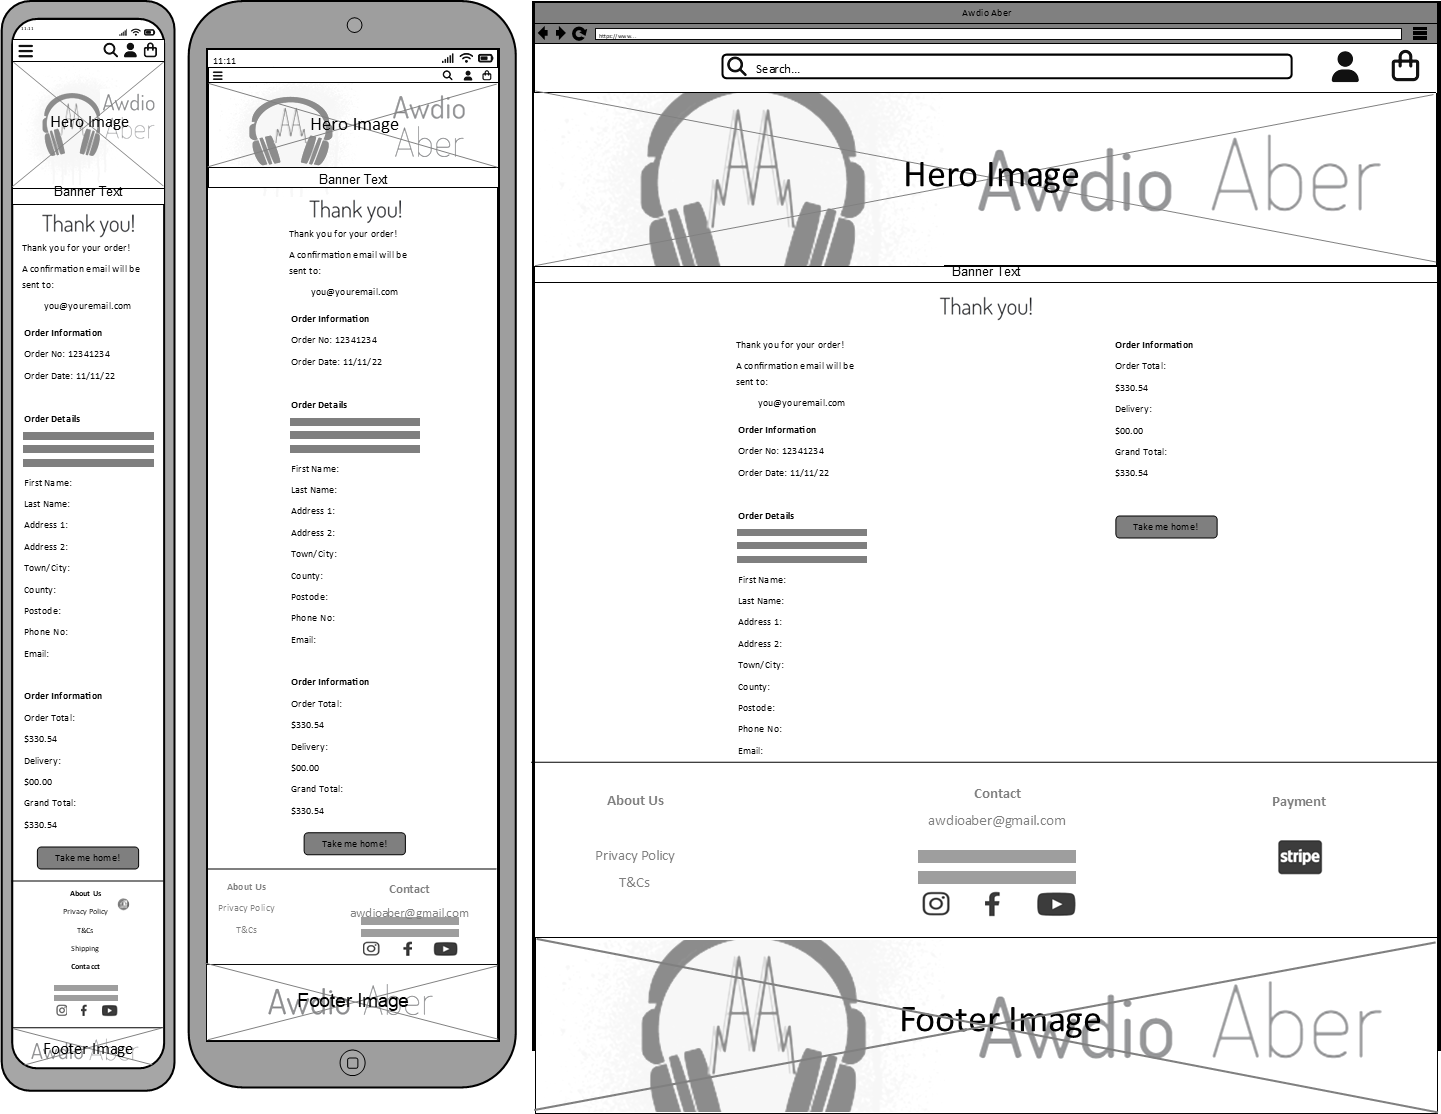 11:11
Awdio
Aber
Hero Image
Banner Text
Thank you!
Thank you for your order!
A confirmation email will be
sent to:
you@youremail.com
Order Information
Order No: 12341234
Order Date: 11/11/22
Order Details
First Name:
Last Name:
Address 1:
Address 2:
Town/City:
County:
Postode:
Phone No:
Email:
Order Information
Order Total:
$330.54
Delivery:
$00.00
Grand Total:
$330.54
Take me home!
About Us
Privacy Policy
T&Cs
Shipping
Contacct
Awdio Aber
Footer Image
11:11
Awdio
Aber
Hero Image
Banner Text
Thank you!
Thank you for your order!
A confirmation email will be
sent to:
you@youremail.com
Order Information
Order No: 12341234
Order Date: 11/11/22
Order Details
First Name:
Last Name:
Address 1:
Address 2:
Town/City:
County:
Postode:
Phone No:
Email:
Order Information
Order Total:
$330.54
Delivery:
$00.00
Grand Total:
$330.54
Take me home!
About Us
Privacy Policy
T&Cs
Contact
awdioaber@gmail.com
Awdio Aber
Footer Image
Awdio Aber
https://www...
Search...
AA
Hero Image
Awdio Aber
Banner Text
Thank you!
Thank you for your order!
A confirmation email will be
sent to:
you@youremail.com
Order Information
Order No: 12341234
Order Date: 11/11/22
Order Details
First Name:
Last Name:
Address 1:
Address 2:
Town/City:
County:
Postode:
Phone No:
Email:
Order Information
Order Total:
$330.54
Delivery:
$00.00
Grand Total:
$330.54
Take me home!
About Us
Privacy Policy
T&Cs
Contact
awdioaber@gmail.com
Payment
stripe
AA
Footer Image
Awdio Aber